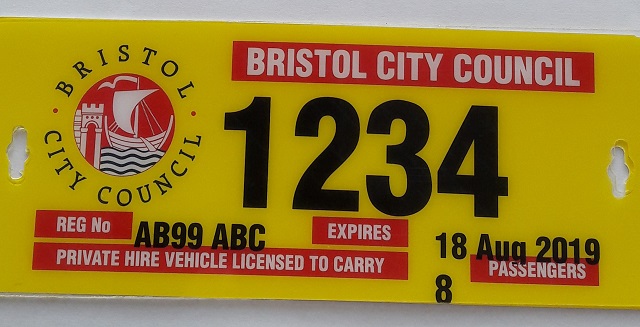 BRISTOL
CITY COUNCIL
BRISTOL CITY COUNCIL
1234
REG No AB99 ABC EXPIRES 18 Aug 2019
PRIVATE HIRE VEHICLE LICENSED TO CARRY 8 PASSENGERS